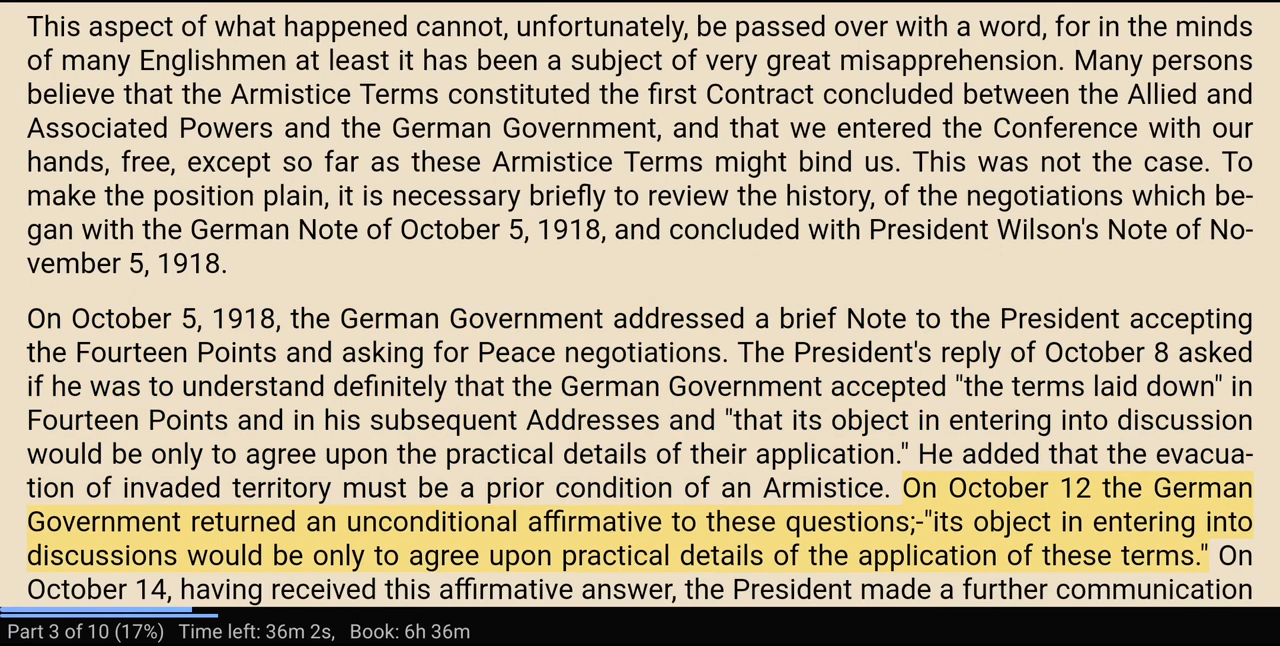 This aspect of what happened cannot, unfortunately, be passed over with a word, for in the minds
of many Englishmen at least it has been a subject of very great misapprehension. Many persons
believe that the Armistice Terms constituted the first Contract concluded between the Allied and
Associated Powers and the German Government, and that we entered the Conference with our
hands, free, except so far as these Armistice Terms might bind us. This was not the case. To
make the position plain, it is necessary briefly to review the history, of the negotiations which be-
gan with the German Note of October 5, 1918, and concluded with President Wilson's Note of No-
vember 5, 1918.
On October 5, 1918, the German Government addressed a brief Note to the President accepting
the Fourteen Points and asking for Peace negotiations. The President's reply of October 8 asked
if he was to understand definitely that the German Government accepted "the terms laid down" in
Fourteen Points and in his subsequent Addresses and "that its object in entering into discussion
would be only to agree upon the practical details of their application." He added that the evacua-
tion of invaded territory must be a prior condition of an Armistice. On October 12 the German
Government returned an unconditional affirmative to these questions;-"its object in entering into
discussions would be only to agree upon practical details of the application of these terms." On
October 14, having received this affirmative answer, the President made a further communication
Part 3 of 10 (17%) Time left: 36m 2s, Book: 6h 36m